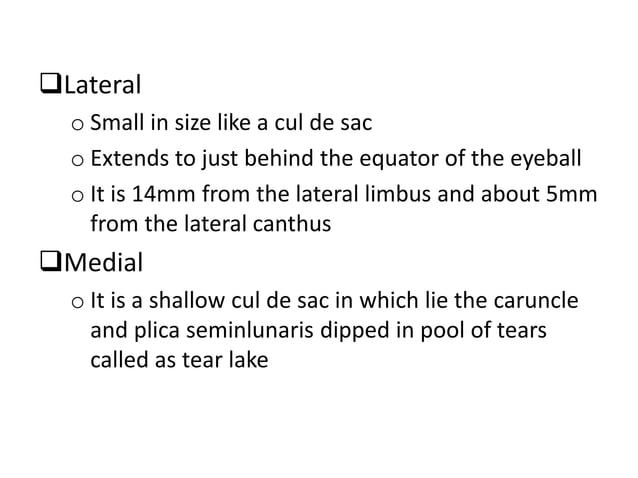 ❑Lateral
o Small in size like a cul de sac
o Extends to just behind the equator of the eyeball
o It is 14mm from the lateral limbus and about 5mm
from the lateral canthus
❑Medial
o It is a shallow cul de sac in which lie the caruncle
and plica seminlunaris dipped in pool of tears
called as tear lake